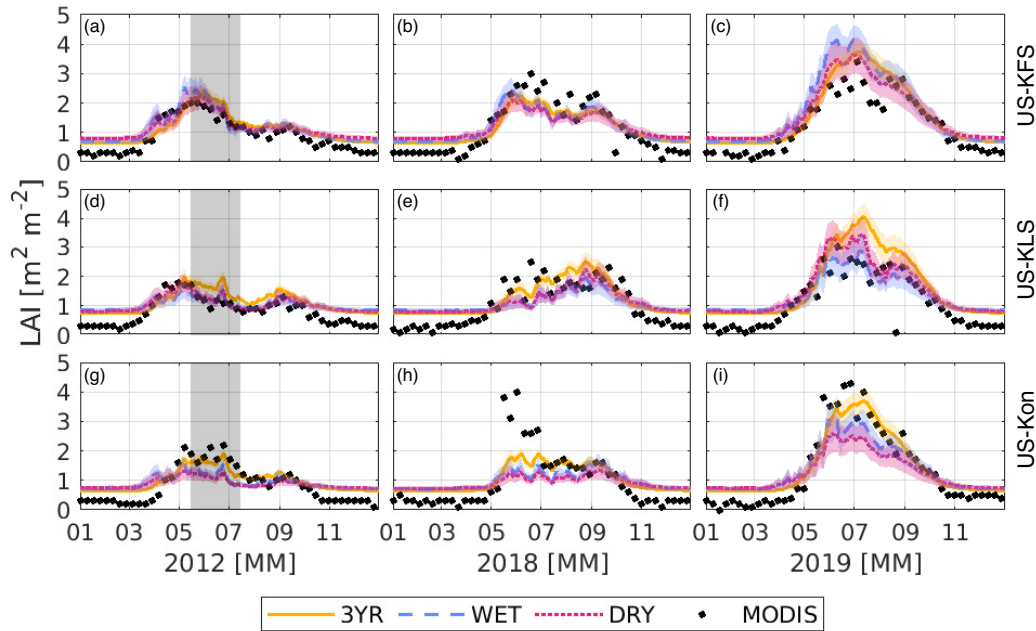 (a) (b) (c)
5 4 3 2 1 0
US-KFS
(d) (e) (f)
5 4 3 2 1 0
LAI [m² m⁻²]
US-KLS
(g) (h) (i)
5 4 3 2 1 0
US-Kon
01 03 05 07 09 11 01 03 05 07 09 11 01 03 05 07 09 11
2012 [MM] 2018 [MM] 2019 [MM]
3YR WET DRY MODIS